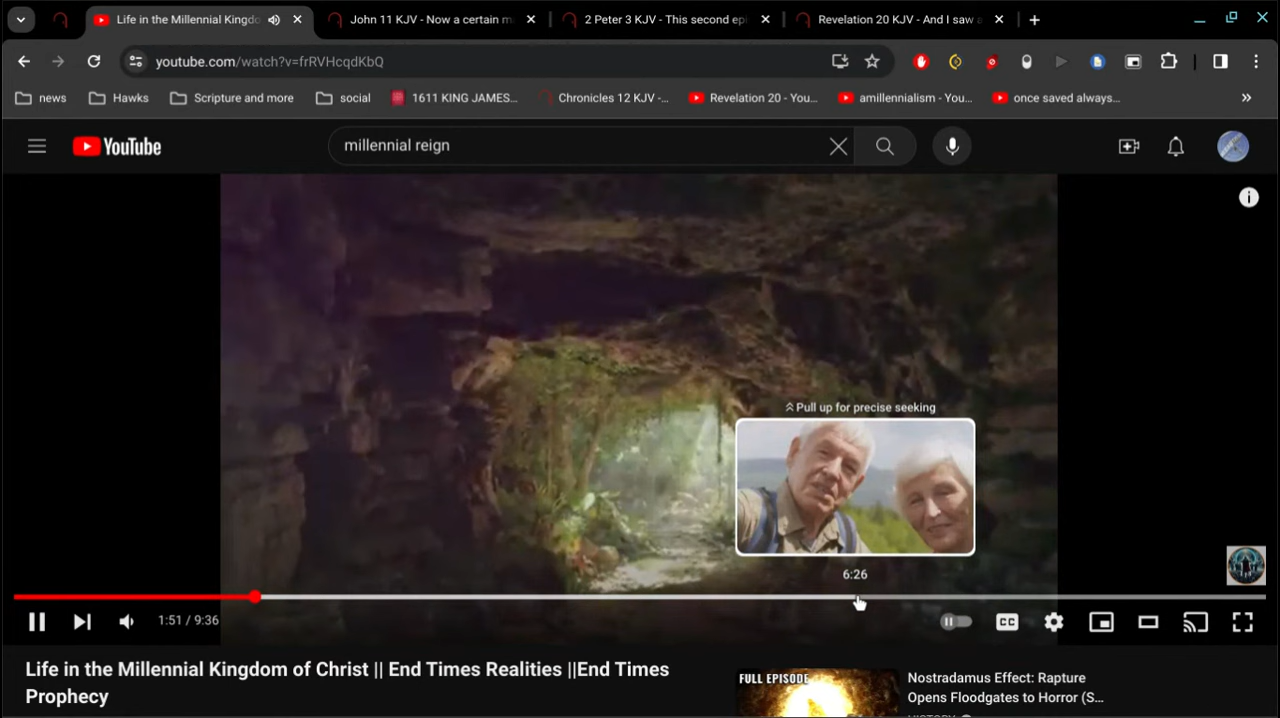 Life in the Millennial Kingdo
John 11 KJV - Now a certain m
2 Peter 3 KJV - This second epi
Revelation 20 KJV - And I saw a
youtube.com/watch?v=frRVHcqdKbQ
news
Hawks
Scripture and more
social
1611 KING JAMES...
Chronicles 12 KJV -...
Revelation 20 - You...
amillennialism - You...
once saved always...
YouTube
millennial reign
Pull up for precise seeking
6:26
1:51 / 9:36
CC
Life in the Millennial Kingdom of Christ || End Times Realities ||End Times
Prophecy
FULL EPISODE
Nostradamus Effect: Rapture
Opens Floodgates to Horror (S...
HISTORY